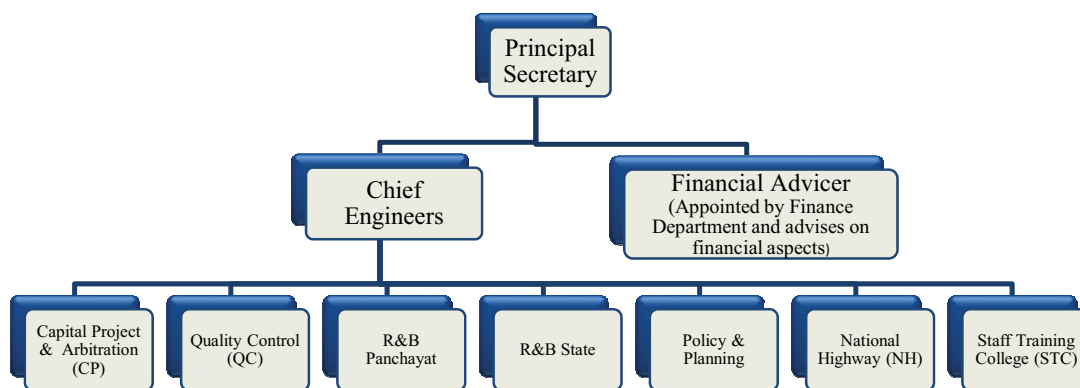 Principal
Secretary
Chief
Engineers
Financial Advicer
(Appointed by Finance
Department and advises on
financial aspects)
Capital Project
& Arbitration
(CP)
Quality Control
(QC)
R&B
Panchayat
R&B State
Policy &
Planning
National
Highway (NH)
Staff Training
College (STC)